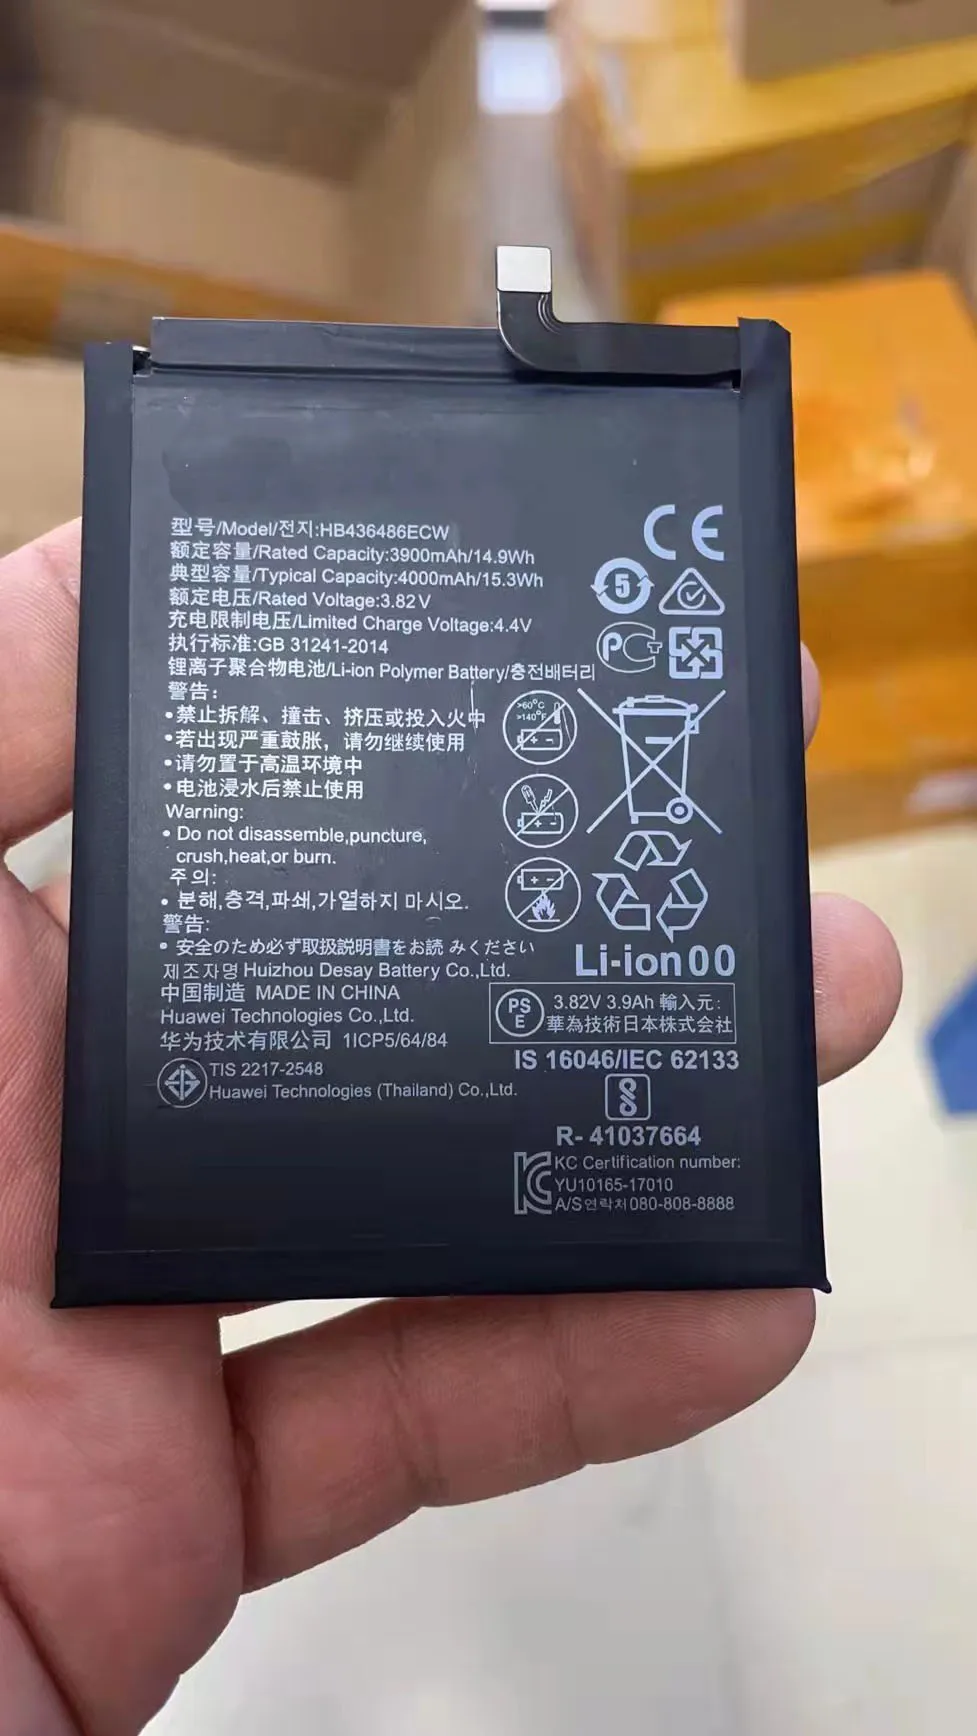 型号/Model/전지:HB436486ECW
额定容量/Rated Capacity:3900mAh/14.9Wh
典型容量/Typical Capacity:4000mAh/15.3Wh
额定电压/Rated Voltage:3.82V
充电限制电压/Limited Charge Voltage:4.4V
执行标准:GB 31241-2014
锂离子聚合物电池/Li-ion Polymer Battery/충전배터리
警告:
•禁止拆解、撞击、挤压或投入火中
•若出现严重鼓胀，请勿继续使用
•请勿置于高温环境中
•电池浸水后禁止使用
Warning:
• Do not disassemble,puncture,
crush,heat,or burn.
주의:
• 분해,충격,파쇄,가열하지 마시오.
警告:
• 安全のため必ず取扱説明書をお読 みください
제조자명 Huizhou Desay Battery Co.,Ltd.
中国制造 MADE IN CHINA
Huawei Technologies Co.,Ltd.
华为技术有限公司 1ICP5/64/84
TIS 2217-2548
Huawei Technologies (Thailand) Co.,Ltd.
CE
5
PCT
>60°C
>140°F
Li-ion 00
PS
E
3.82V 3.9Ah 輸入元:
華為技術日本株式会社
IS 16046/IEC 62133
R- 41037664
KC Certification number:
YU10165-17010
A/S연락처080-808-8888